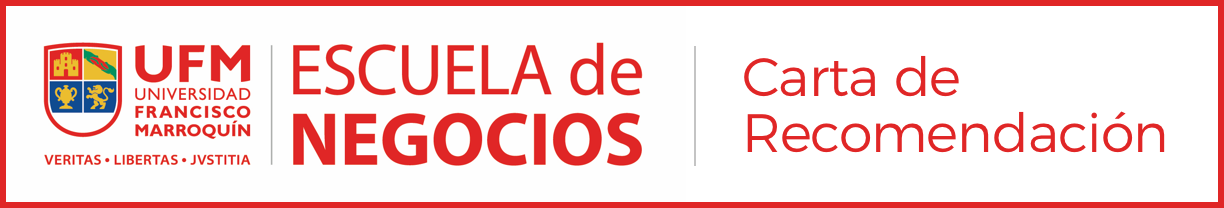 UFM
UNIVERSIDAD
FRANCISCO
MARROQUÍN
VERITAS • LIBERTAS • JVSTITIA
ESCUELA de
NEGOCIOS
Carta de
Recomendación